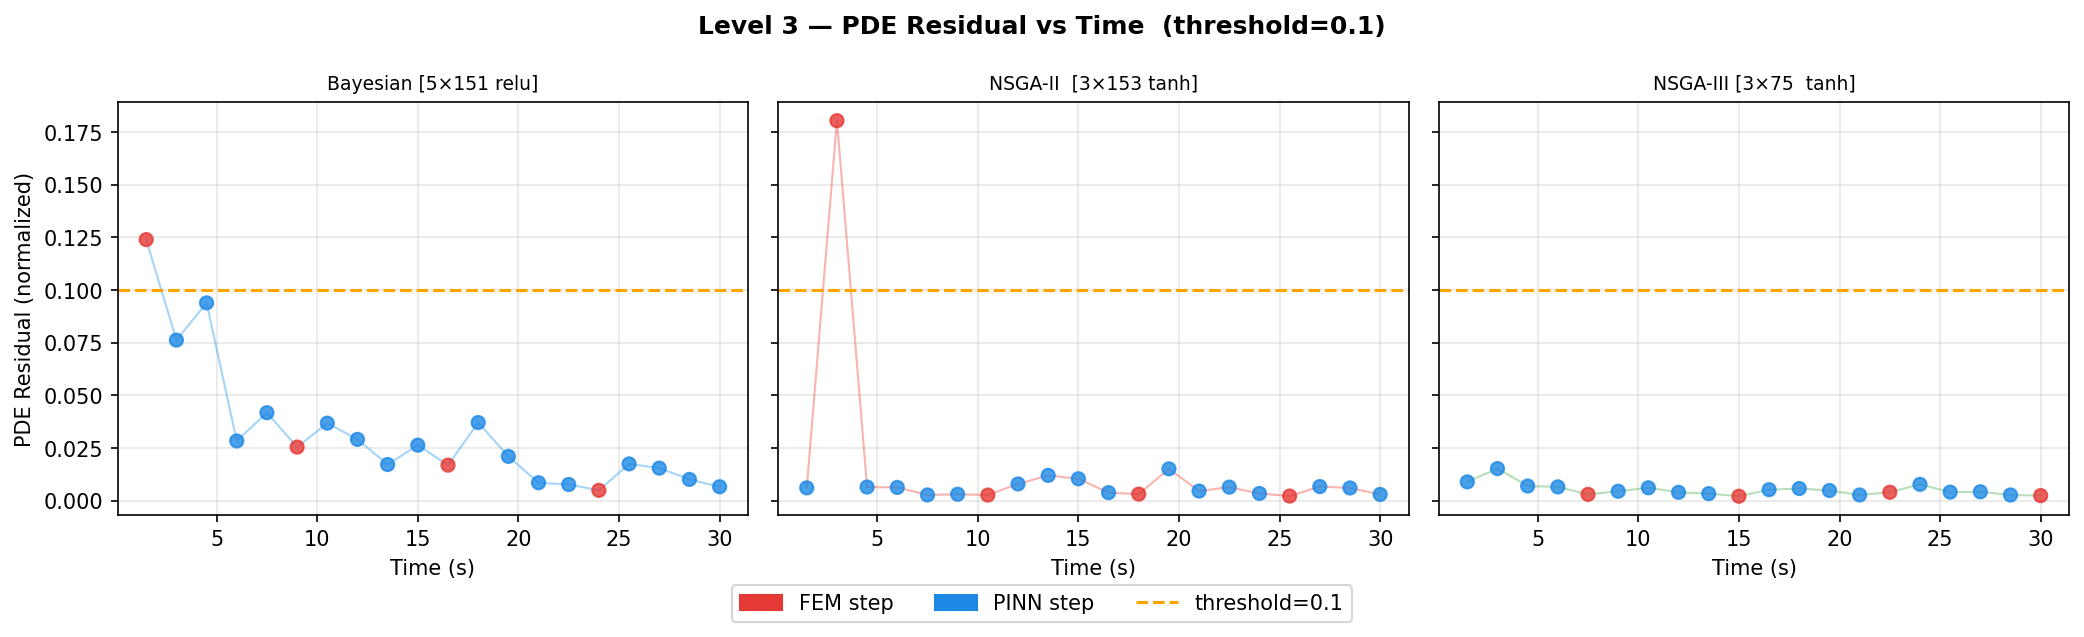 Level 3 — PDE Residual vs Time  (threshold=0.1)
Bayesian [5×151 relu]
NSGA-II  [3×153 tanh]
NSGA-III [3×75  tanh]
PDE Residual (normalized)
0.175
0.150
0.125
0.100
0.075
0.050
0.025
0.000
5 10 15 20 25 30
5 10 15 20 25 30
5 10 15 20 25 30
Time (s)
Time (s)
Time (s)
FEM step
PINN step
threshold=0.1